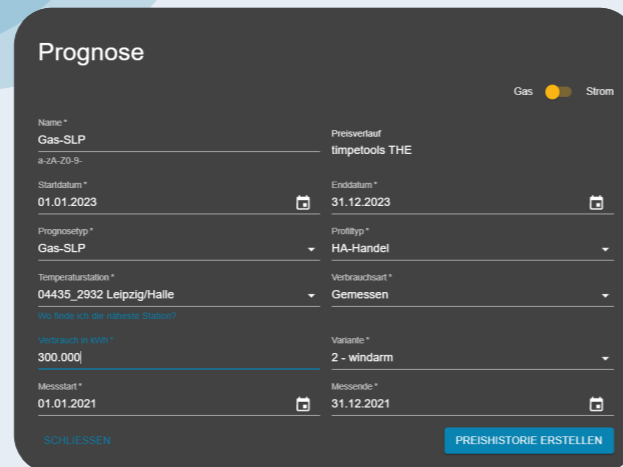 Prognose
Gas Strom
Name *
Gas-SLP
a-zA-Z0-9-
Preisverlauf
timpetools THE
Startdatum *
01.01.2023
Enddatum *
31.12.2023
Prognosetyp *
Gas-SLP
Profiltyp *
HA-Handel
Temperaturstation *
04435_2932 Leipzig/Halle
Wo finde ich die näheste Station?
Verbrauchsart *
Gemessen
Verbrauch in kWh *
300.000
Variante *
2 - windarm
Messstart *
01.01.2021
Messende *
31.12.2021
SCHLIESSEN
PREISHISTORIE ERSTELLEN